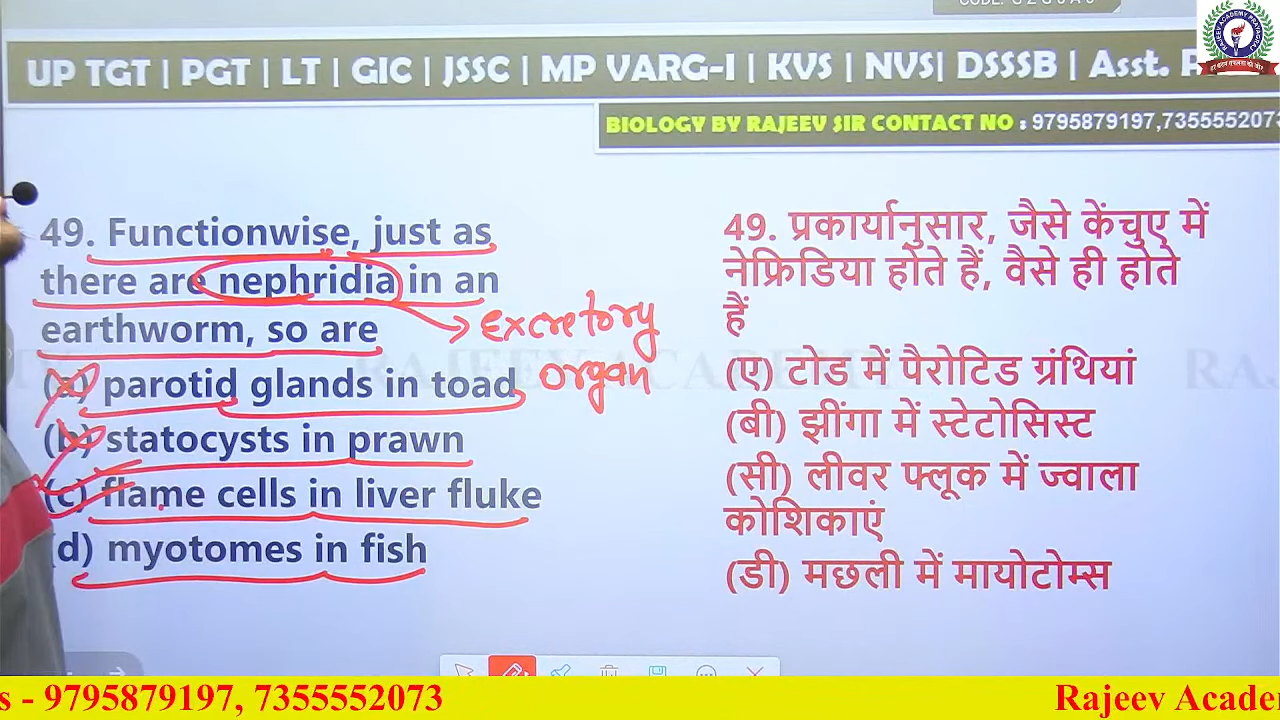 UP TGT | PGT | LT | GIC | JSSC | MP VARG-I | KVS | NVS| DSSSB | Asst.
BIOLOGY BY RAJEEV SIR CONTACT NO : 9795879197,7355552073
49. Functionwise, just as
there are nephridia in an
earthworm, so are
(a) parotid glands in toad
(b) statocysts in prawn
(c) flame cells in liver fluke
(d) myotomes in fish
Excretory
organ
49. प्रकार्यानुसार, जैसे केंचुए में
नेफ्रिडिया होते हैं, वैसे ही होते
हैं
(ए) टोड में पैरोटिड ग्रंथियां
(बी) झींगा में स्टेटोसिस्ट
(सी) लीवर फ्लूक में ज्वाला
कोशिकाएं
(डी) मछली में मायोटोम्स
RAJEEV ACADEMY
s - 9795879197, 7355552073
Rajeev Acade